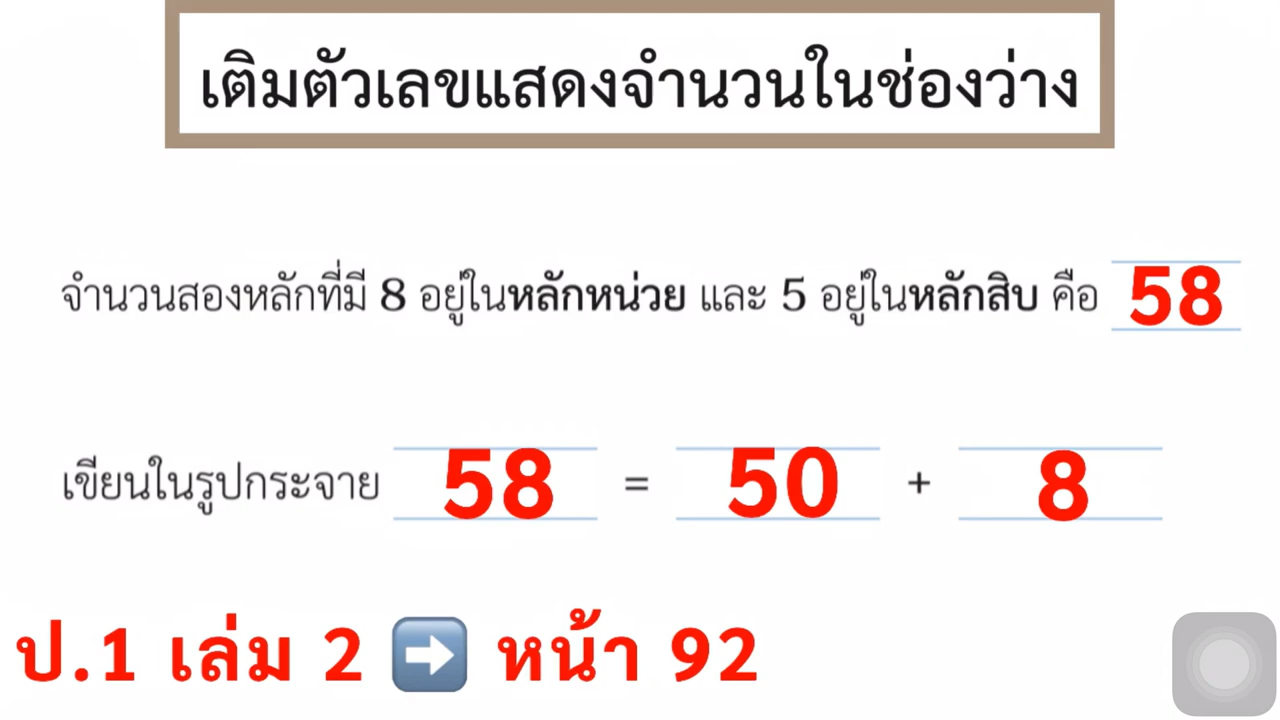 เติมตัวเลขแสดงจำนวนในช่องว่าง
จำนวนสองหลักที่มี 8 อยู่ในหลักหน่วย และ 5 อยู่ในหลักสิบ คือ 58
เขียนในรูปกระจาย 58 = 50 + 8
ป.1 เล่ม 2 ➡️ หน้า 92